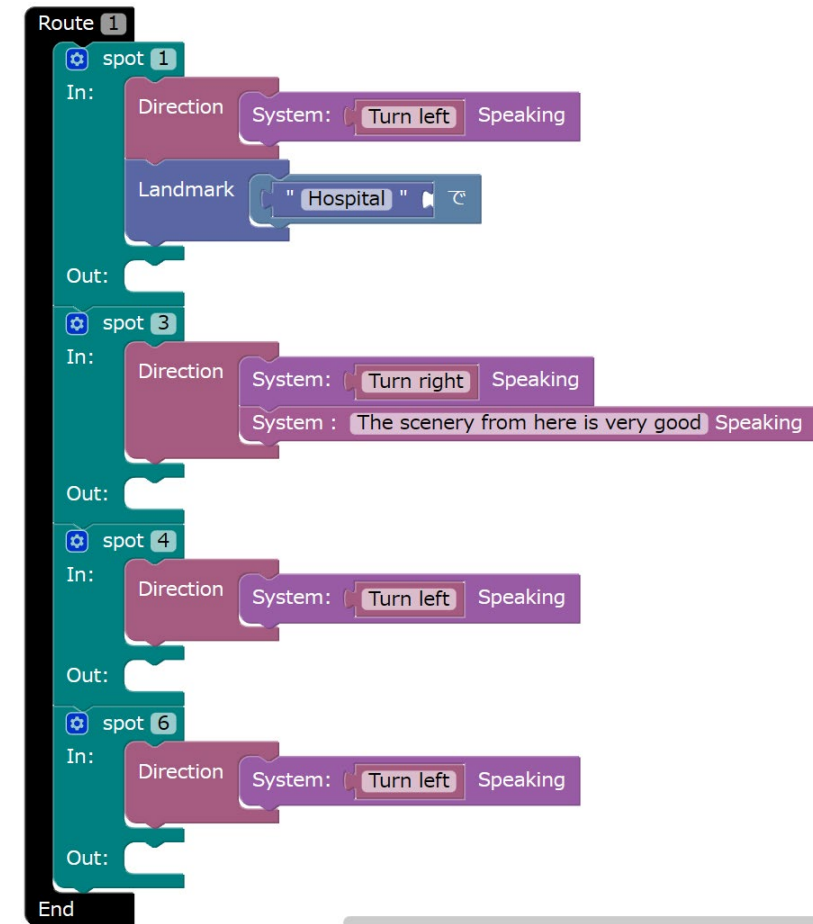 Route 1
spot 1
In:
Direction System: Turn left Speaking
Landmark " Hospital " で
Out:
spot 3
In:
Direction System: Turn right Speaking
System : The scenery from here is very good Speaking
Out:
spot 4
In:
Direction System: Turn left Speaking
Out:
spot 6
In:
Direction System: Turn left Speaking
Out:
End